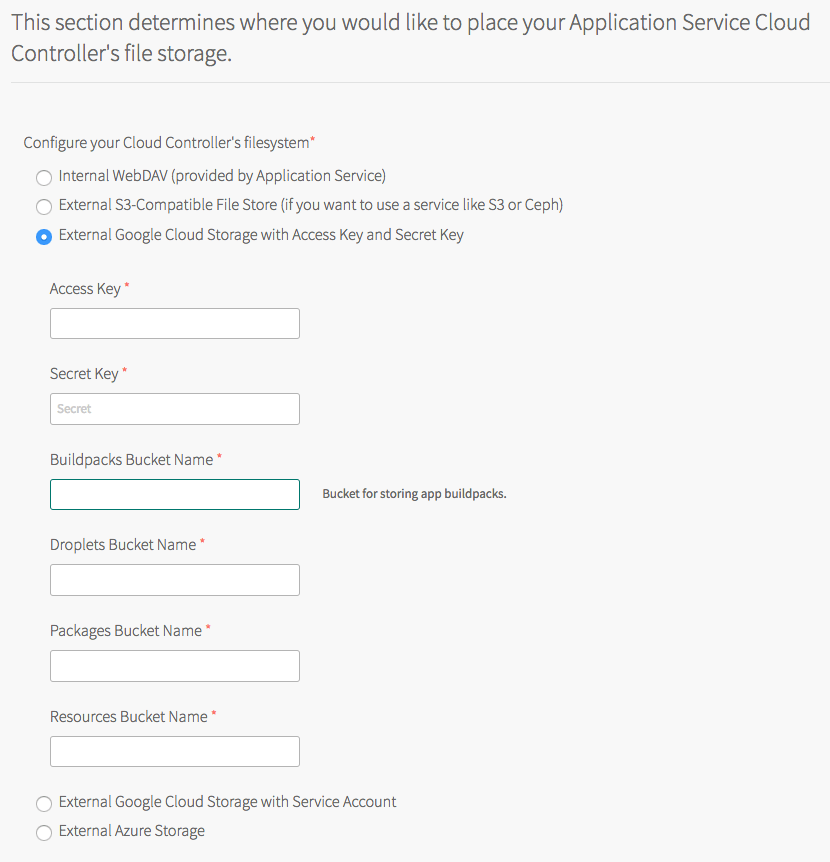 This section determines where you would like to place your Application Service Cloud
Controller's file storage.
Configure your Cloud Controller's filesystem*
Internal WebDAV (provided by Application Service)
External S3-Compatible File Store (if you want to use a service like S3 or Ceph)
External Google Cloud Storage with Access Key and Secret Key
Access Key *
Secret Key *
Secret
Buildpacks Bucket Name *
Bucket for storing app buildpacks.
Droplets Bucket Name *
Packages Bucket Name *
Resources Bucket Name *
External Google Cloud Storage with Service Account
External Azure Storage